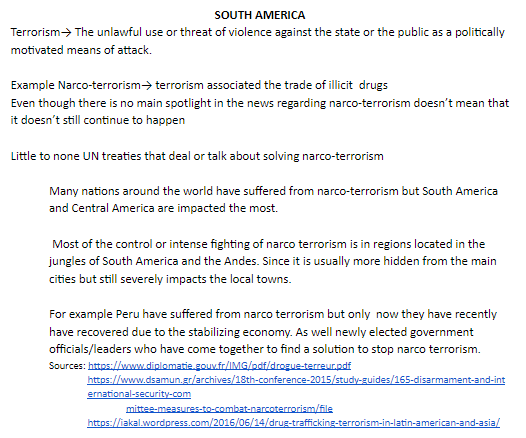 SOUTH AMERICA
Terrorism→ The unlawful use or threat of violence against the state or the public as a politically
motivated means of attack.
Example Narco-terrorism→ terrorism associated the trade of illicit  drugs
Even though there is no main spotlight in the news regarding narco-terrorism doesn't mean that
it doesn't still continue to happen
Little to none UN treaties that deal or talk about solving narco-terrorism
Many nations around the world have suffered from narco-terrorism but South America
and Central America are impacted the most.
Most of the control or intense fighting of narco terrorism is in regions located in the
jungles of South America and the Andes. Since it is usually more hidden from the main
cities but still severely impacts the local towns.
For example Peru have suffered from narco terrorism but only  now they have recently
have recovered due to the stabilizing economy. As well newly elected government
officials/leaders who have come together to find a solution to stop narco terrorism.
Sources: https://www.diplomatie.gouv.fr/IMG/pdf/drogue-terreur.pdf
https://www.dsamun.gr/archives/18th-conference-2015/study-guides/165-disarmament-and-int
ernational-security-com
mittee-measures-to-combat-narcoterrorism/file
https://iakal.wordpress.com/2016/06/14/drug-trafficking-terrorism-in-latin-american-and-asia/